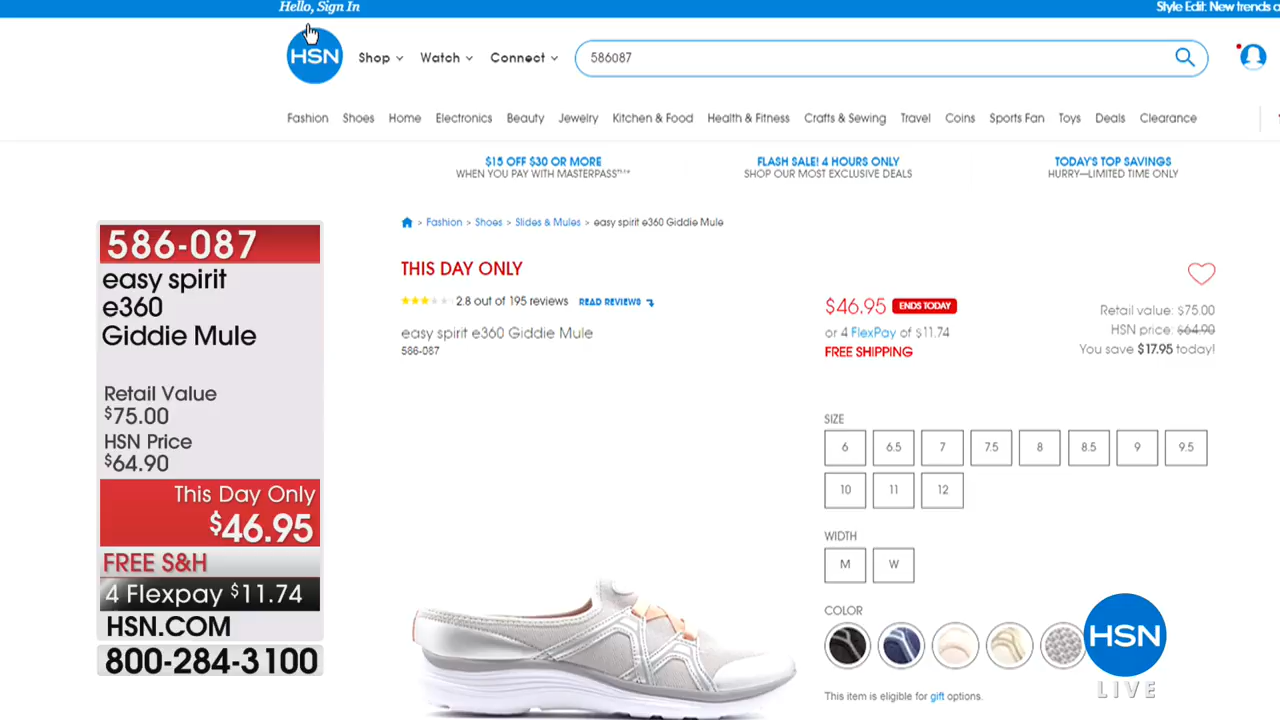 Hello, Sign In
Style Edit: New trends a
HSN
Shop
Watch
Connect
586087
Fashion
Shoes
Home
Electronics
Beauty
Jewelry
Kitchen & Food
Health & Fitness
Crafts & Sewing
Travel
Coins
Sports Fan
Toys
Deals
Clearance
$15 OFF $30 OR MORE
WHEN YOU PAY WITH MASTERPASS
FLASH SALE! 4 HOURS ONLY
SHOP OUR MOST EXCLUSIVE DEALS
TODAY'S TOP SAVINGS
HURRY—LIMITED TIME ONLY
> Fashion > Shoes > Slides & Mules > easy spirit e360 Giddie Mule
586-087
easy spirit
e360
Giddie Mule
Retail Value
$75.00
HSN Price
$64.90
This Day Only
$46.95
FREE S&H
4 Flexpay $11.74
HSN.COM
800-284-3100
THIS DAY ONLY
2.8 out of 195 reviews READ REVIEWS
easy spirit e360 Giddie Mule
586-087
$46.95 ENDS TODAY
or 4 FlexPay of $11.74
FREE SHIPPING
Retail value: $75.00
HSN price: $64.90
You save $17.95 today!
SIZE
6 6.5 7 7.5 8 8.5 9 9.5
10 11 12
WIDTH
M W
COLOR
This item is eligible for gift options.
HSN
LIVE